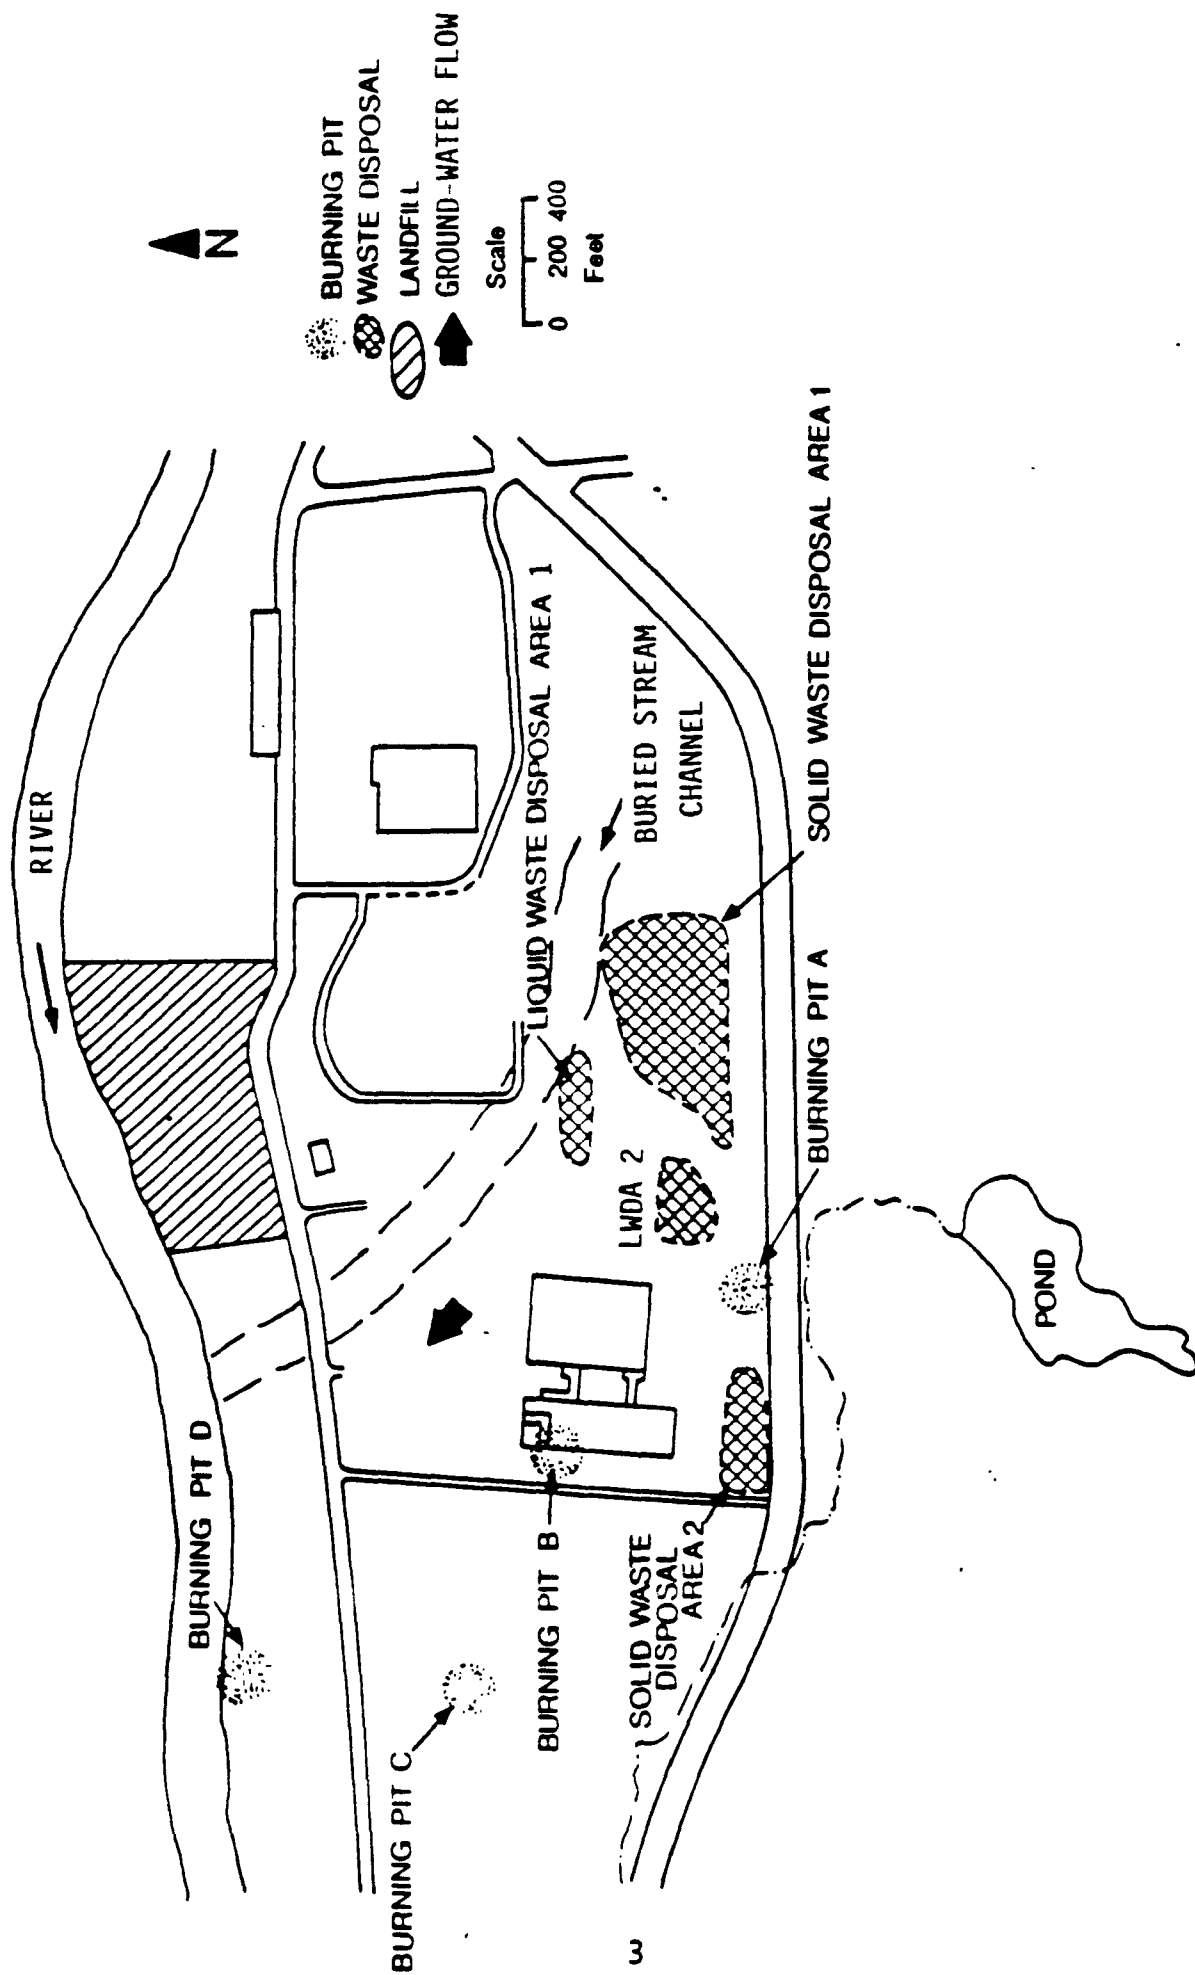 RIVER
N
BURNING PIT
WASTE DISPOSAL
LANDFILL
GROUND-WATER FLOW
Scale
0 200 400
Feet
BURNING PIT D
LIQUID WASTE DISPOSAL AREA 1
BURIED STREAM
CHANNEL
SOLID WASTE DISPOSAL AREA 1
LWDA 2
BURNING PIT A
BURNING PIT B
BURNING PIT C
SOLID WASTE
DISPOSAL
AREA 2
POND
3